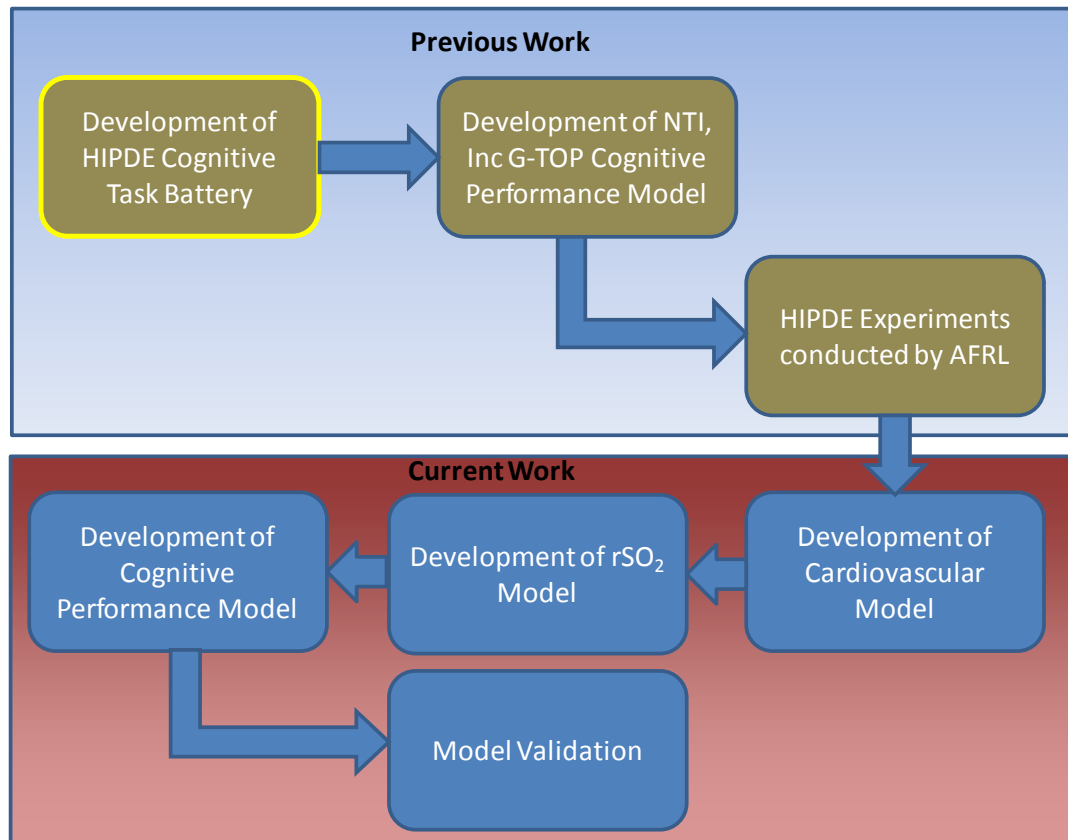 Previous Work
Development of
HIPDE Cognitive
Task Battery
Development of NTI,
Inc G-TOP Cognitive
Performance Model
HIPDE Experiments
conducted by AFRL
Current Work
Development of
Cognitive
Performance Model
Development of rSO₂
Model
Development of
Cardiovascular
Model
Model Validation